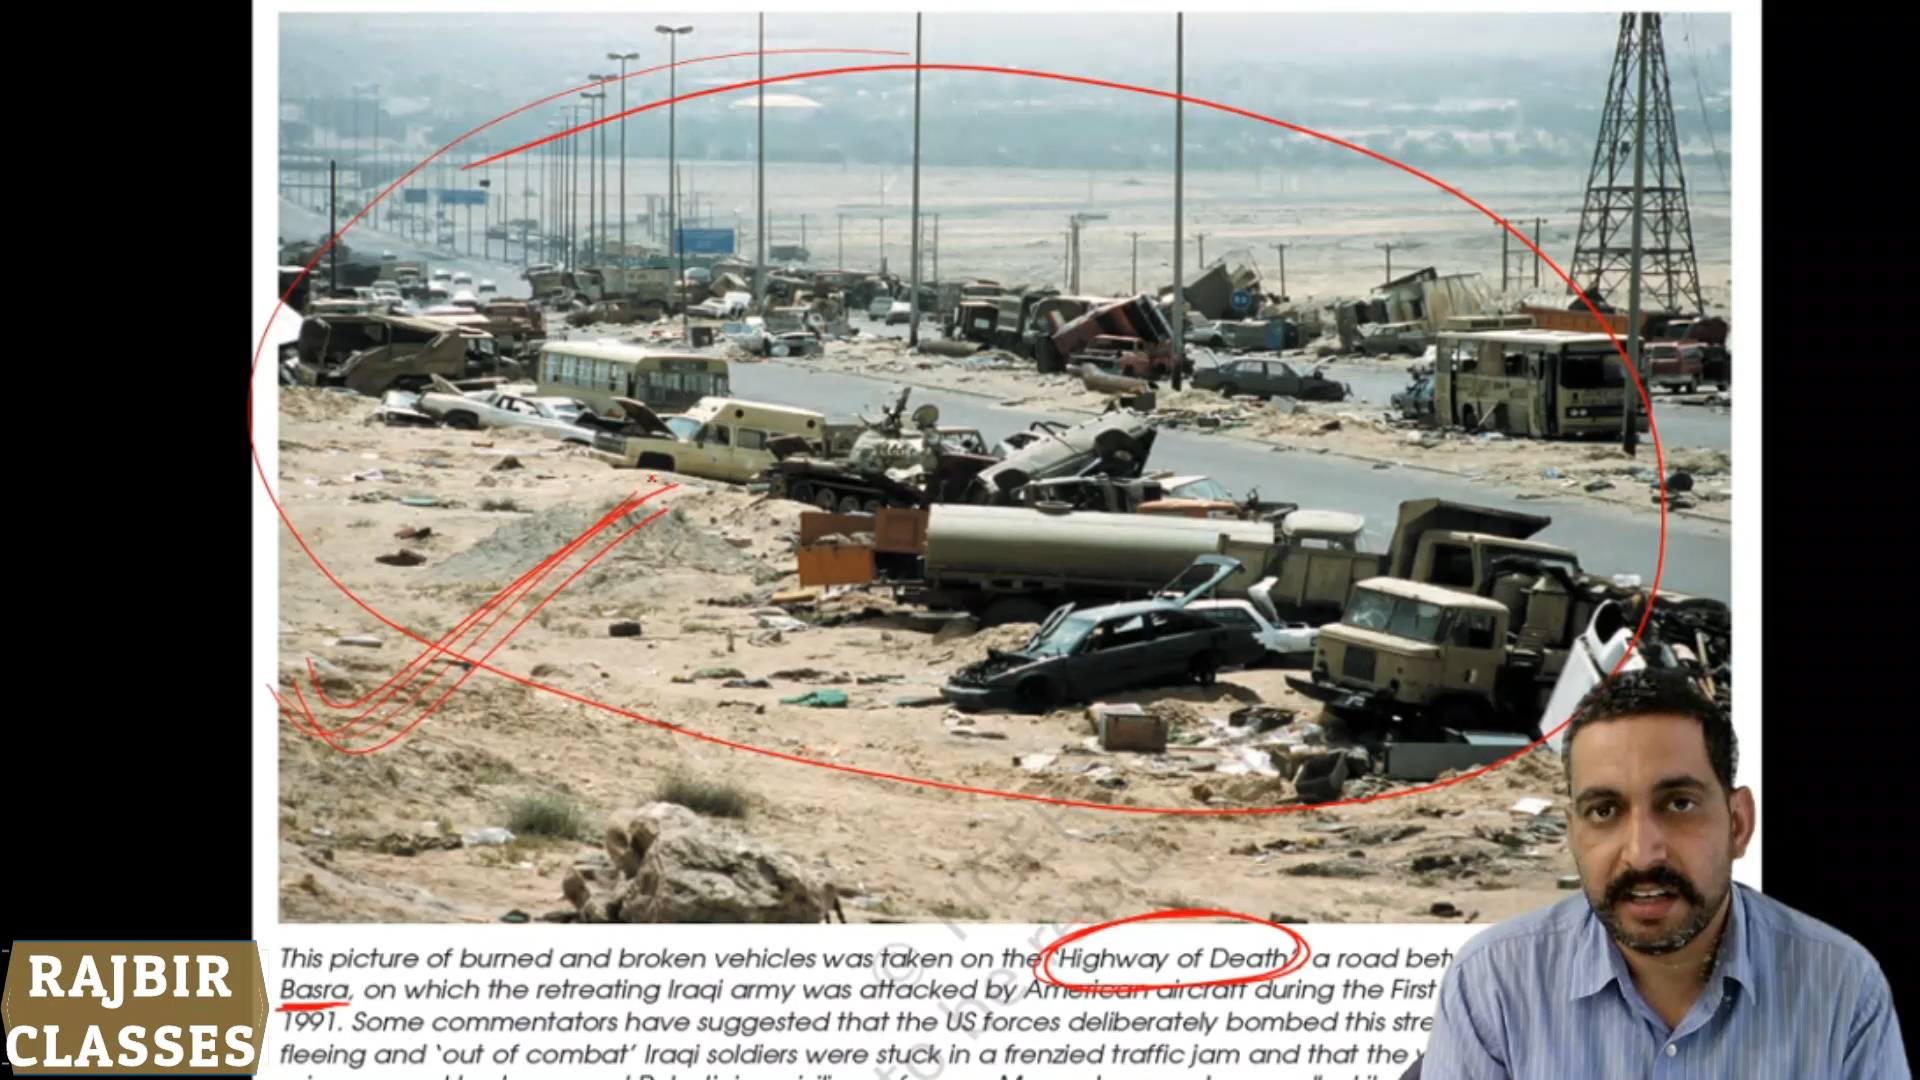 This picture of burned and broken vehicles was taken on the 'Highway of Death', a road
Basra, on which the retreating Iraqi army was attacked by American aircraft during the First
1991. Some commentators have suggested that the US forces deliberately bombed this
fleeing and 'out of combat' Iraqi soldiers were stuck in a frenzied traffic jam and that the
RAJBIR
CLASSES